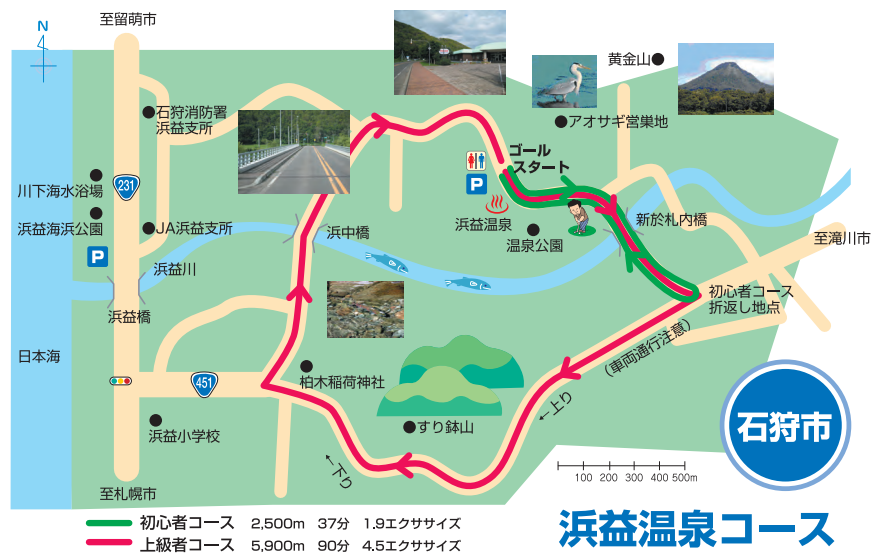 至留萌市
N
黄金山
石狩消防署
浜益支所
アオサギ営巣地
ゴール
スタート
川下海水浴場
231
P
浜益海浜公園
JA浜益支所
浜益温泉
新於札内橋
浜中橋
温泉公園
至滝川市
P
浜益川
初心者コース
折返し地点
浜益橋
(車両通行注意)
日本海
451
柏木稲荷神社
←上り
すり鉢山
石狩市
浜益小学校
←下り
100 200 300 400 500m
至札幌市
初心者コース 2,500m 37分 1.9エクササイズ
上級者コース 5,900m 90分 4.5エクササイズ
浜益温泉コース